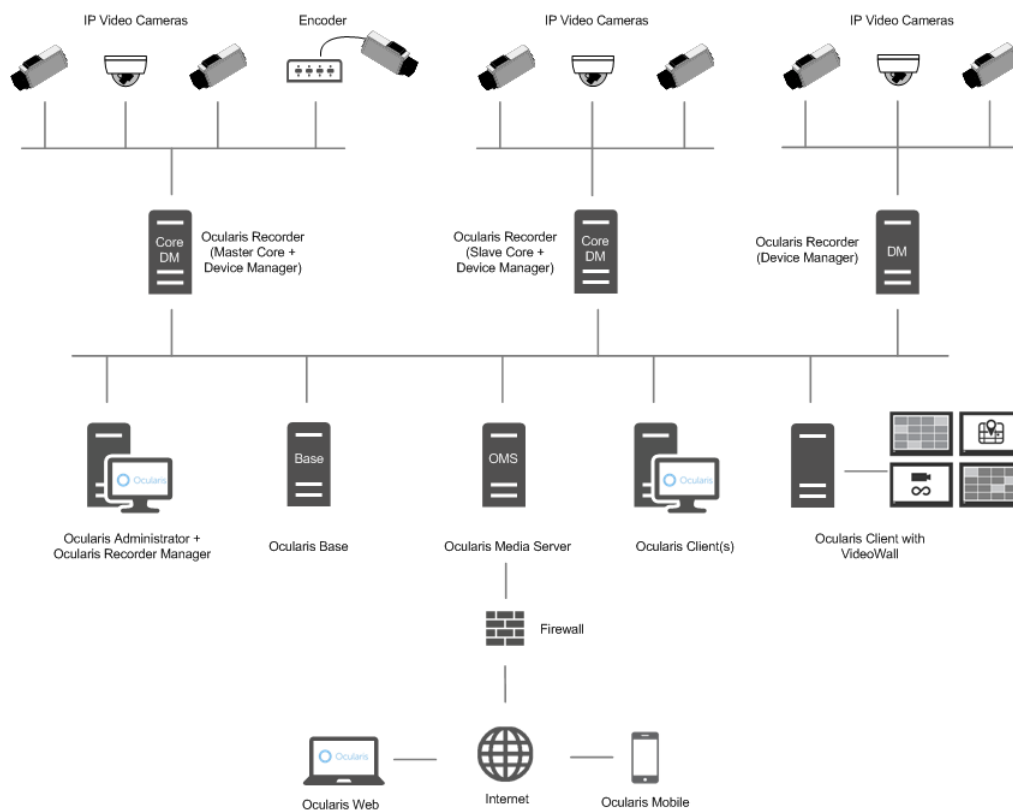 IP Video Cameras
Encoder
IP Video Cameras
IP Video Cameras
Core
DM
Ocularis Recorder
(Master Core +
Device Manager)
Ocularis Recorder
(Slave Core +
Device Manager)
Core
DM
Ocularis Recorder
(Device Manager)
DM
Ocularis
Base
OMS
Ocularis
Ocularis Administrator +
Ocularis Recorder Manager
Ocularis Base
Ocularis Media Server
Ocularis Client(s)
Ocularis Client with
VideoWall
Firewall
Ocularis
Ocularis Web
Internet
Ocularis Mobile